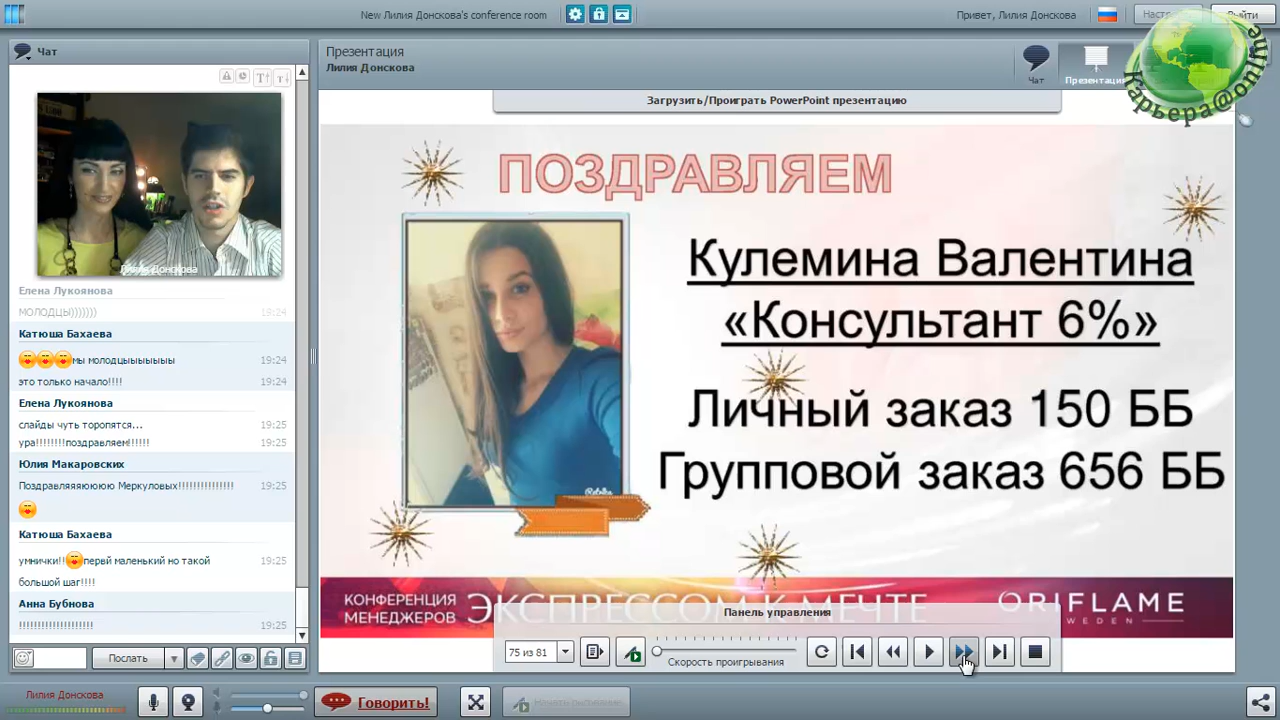 New Лилия Донскова's conference room
Привет, Лилия Донскова
Выйти
Чат
Лилия Донскова
Елена Лукоянова
МОЛОДЦЫ))))))) 19:24
Катюша Бахаева
мы молодцыыыыыыы 19:24
это только начало!!!! 19:24
Елена Лукоянова
слайды чуть торопятся... 19:25
ура!!!!!!!!поздравляем!!!!! 19:25
Юлия Макаровских
Поздравляяяюююю Меркуловых!!!!!!!!!!!!!!! 19:25
Катюша Бахаева
умнички!! первй маленький но такой 19:25
большой шаг!!!!
Анна Бубнова
!!!!!!!!!!!!!!!!!!!! 19:25
Послать
Презентация
Лилия Донскова
Чат
Презентация
Карьера@online
Загрузить/Проиграть PowerPoint презентацию
ПОЗДРАВЛЯЕМ
Кулемина Валентина
«Консультант 6%»
Личный заказ 150 ББ
Групповой заказ 656 ББ
КОНФЕРЕНЦИЯ
МЕНЕДЖЕРОВ
ЭКСПРЕССОМ К МЕЧТЕ
ORIFLAME
SWEDEN
Панель управления
75 из 81
Скорость проигрывания
Лилия Донскова
Говорить!